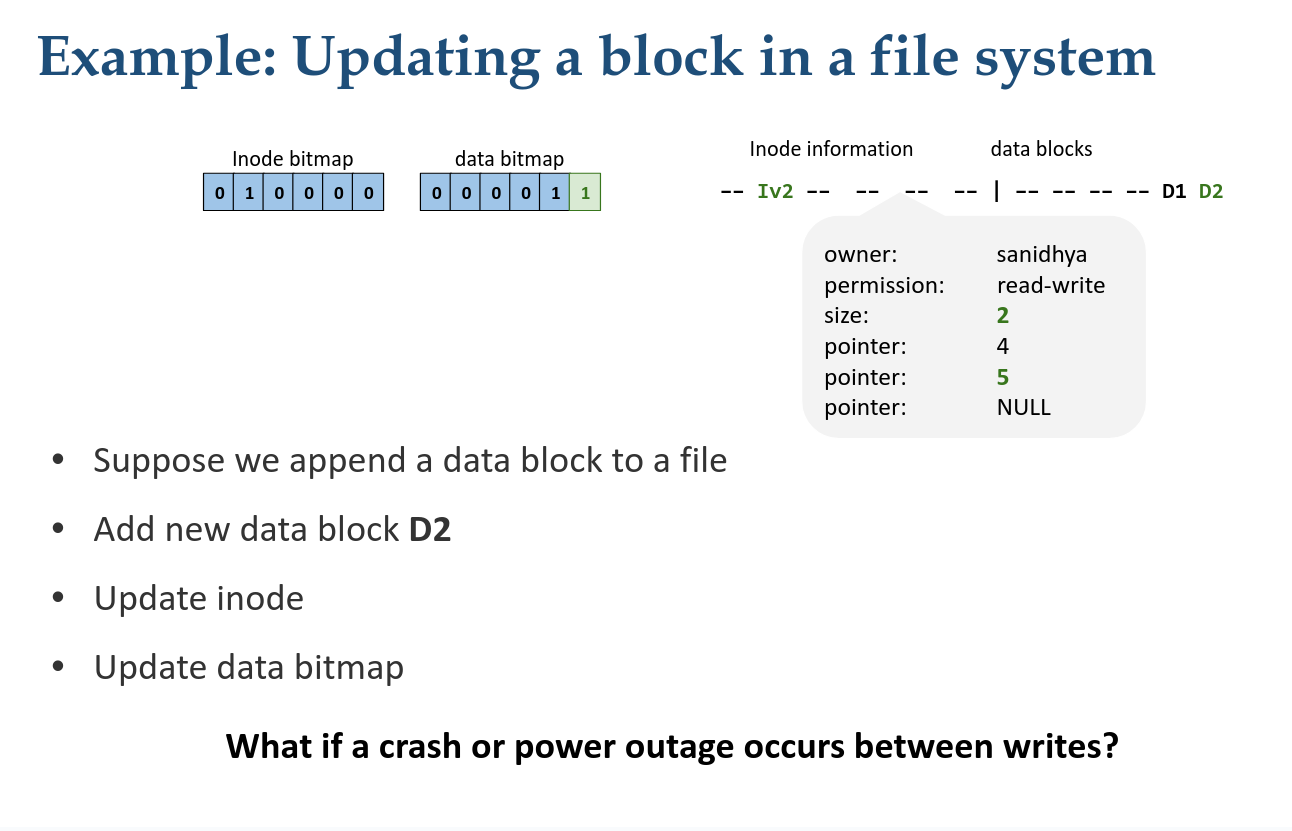 Example: Updating a block in a file system
Inode bitmap
0 1 0 0 0 0
data bitmap
0 0 0 0 1 1
Inode information data blocks
-- Iv2 -- -- -- -- | -- -- -- -- D1 D2
owner: sanidhya
permission: read-write
size: 2
pointer: 4
pointer: 5
pointer: NULL
• Suppose we append a data block to a file
• Add new data block D2
• Update inode
• Update data bitmap
What if a crash or power outage occurs between writes?